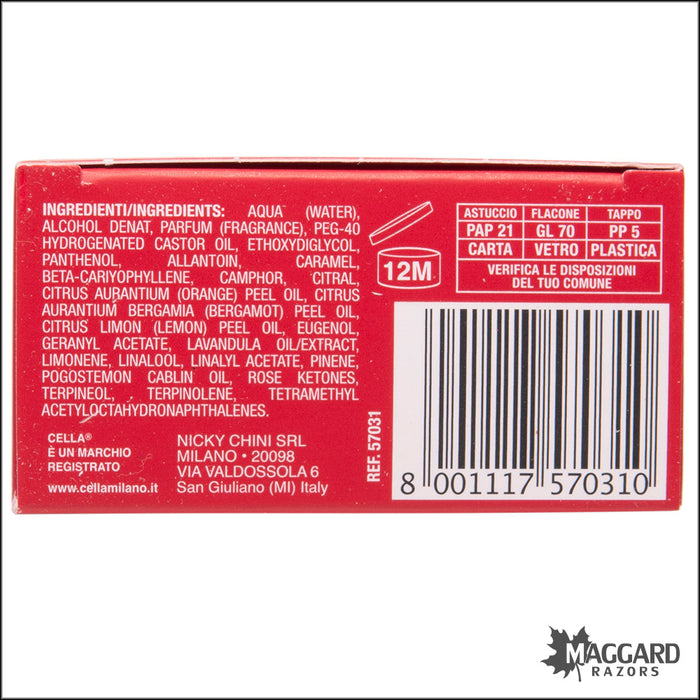 INGREDIENTI/INGREDIENTS: AQUA (WATER),
ALCOHOL DENAT, PARFUM (FRAGRANCE), PEG-40
HYDROGENATED CASTOR OIL, ETHOXYDIGLYCOL,
PANTHENOL, ALLANTOIN, CARAMEL,
BETA-CARIYOPHYLLENE, CAMPHOR, CITRAL,
CITRUS AURANTIUM (ORANGE) PEEL OIL, CITRUS
AURANTIUM BERGAMIA (BERGAMOT) PEEL OIL,
CITRUS LIMON (LEMON) PEEL OIL, EUGENOL,
GERANYL ACETATE, LAVANDULA OIL/EXTRACT,
LIMONENE, LINALOOL, LINALYL ACETATE, PINENE,
POGOSTEMON CABLIN OIL, ROSE KETONES,
TERPINEOL, TERPINOLENE, TETRAMETHYL
ACETYLOCTAHYDRONAPHTHALENES.
CELLA®
È UN MARCHIO
REGISTRATO
www.cellamilano.it
NICKY CHINI SRL
MILANO • 20098
VIA VALDOSSOLA 6
San Giuliano (MI) Italy
12M
ASTUCCIO FLACONE TAPPO
PAP 21 GL 70 PP 5
CARTA VETRO PLASTICA
VERIFICA LE DISPOSIZIONI
DEL TUO COMUNE
REF. 57031
8 001117 570310
MAGGARD
RAZORS